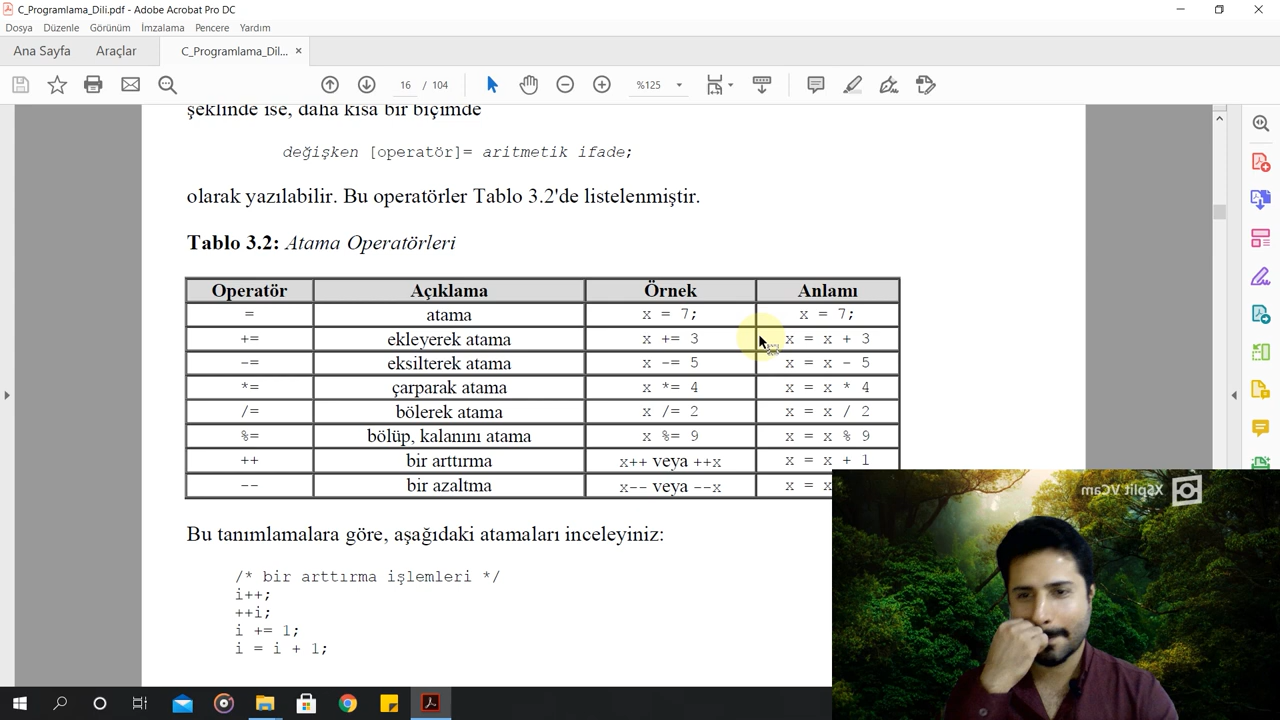 C_Programlama_Dili.pdf - Adobe Acrobat Pro DC
Dosya Düzenle Görünüm İmzalama Pencere Yardım
Ana Sayfa Araçlar C_Programlama_Dil... ×
16 / 104 %125
şeklinde ise, daha kısa bir biçimde
değişken [operatör]= aritmetik ifade;
olarak yazılabilir. Bu operatörler Tablo 3.2'de listelenmiştir.
Tablo 3.2: Atama Operatörleri
Operatör Açıklama Örnek Anlamı
= atama x = 7; x = 7;
+= ekleyerek atama x += 3 x = x + 3
-= eksilterek atama x -= 5 x = x - 5
*= çarparak atama x *= 4 x = x * 4
/= bölerek atama x /= 2 x = x / 2
%= bölüp, kalanını atama x %= 9 x = x % 9
++ bir arttırma x++ veya ++x x = x + 1
-- bir azaltma x-- veya --x x = x
XSplit VCam
Bu tanımlamalara göre, aşağıdaki atamaları inceleyiniz:
/* bir arttırma işlemleri */
i++;
++i;
i += 1;
i = i + 1;